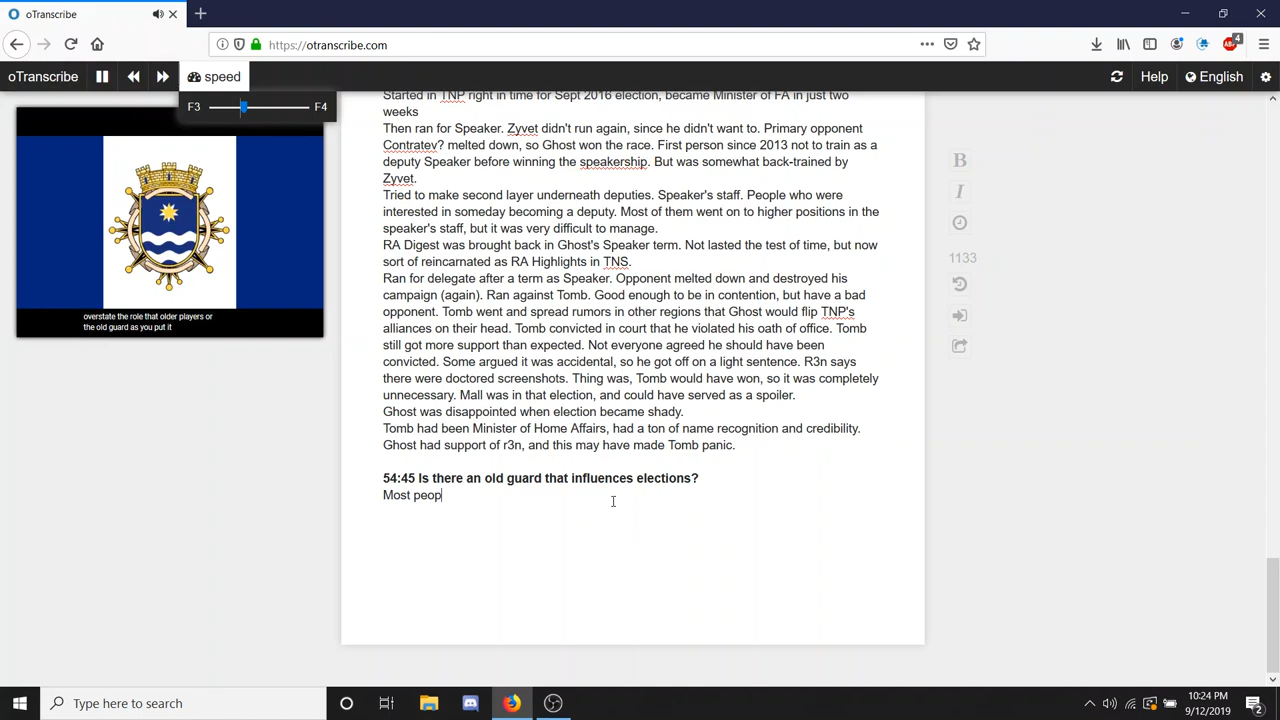 oTranscribe
https://otranscribe.com
4
ABP
oTranscribe
speed
Help
English
F3
F4
overstate the role that older players or
the old guard as you put it
Started in TNP right in time for Sept 2016 election, became Minister of FA in just two
weeks
Then ran for Speaker. Zyvet didn't run again, since he didn't want to. Primary opponent
Contratev? melted down, so Ghost won the race. First person since 2013 not to train as a
deputy Speaker before winning the speakership. But was somewhat back-trained by
Zyvet.
Tried to make second layer underneath deputies. Speaker's staff. People who were
interested in someday becoming a deputy. Most of them went on to higher positions in the
speaker's staff, but it was very difficult to manage.
RA Digest was brought back in Ghost's Speaker term. Not lasted the test of time, but now
sort of reincarnated as RA Highlights in TNS.
Ran for delegate after a term as Speaker. Opponent melted down and destroyed his
campaign (again). Ran against Tomb. Good enough to be in contention, but have a bad
opponent. Tomb went and spread rumors in other regions that Ghost would flip TNP's
alliances on their head. Tomb convicted in court that he violated his oath of office. Tomb
still got more support than expected. Not everyone agreed he should have been
convicted. Some argued it was accidental, so he got off on a light sentence. R3n says
there were doctored screenshots. Thing was, Tomb would have won, so it was completely
unnecessary. Mall was in that election, and could have served as a spoiler.
Ghost was disappointed when election became shady.
Tomb had been Minister of Home Affairs, had a ton of name recognition and credibility.
Ghost had support of r3n, and this may have made Tomb panic.
54:45 Is there an old guard that influences elections?
Most peop
B
I
1133
Type here to search
10:24 PM
9/12/2019
2